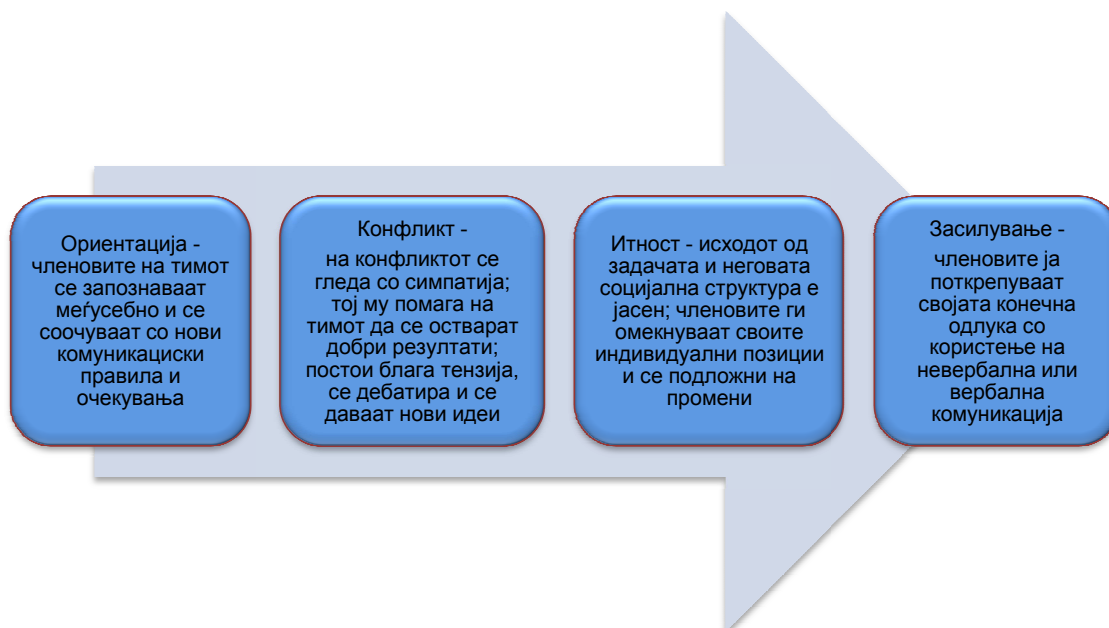 Ориентација -
членовите на тимот
се запознаваат
меѓусебно и се
соочуваат со нови
комуникациски
правила и
очекувања
Конфликт -
на конфликтот се
гледа со симпатија;
тој му помага на
тимот да се остварат
добри резултати;
постои блага тензија,
се дебатира и се
даваат нови идеи
Итност - исходот од
задачата и неговата
социјална структура е
јасен; членовите ги
омекнуваат своите
индивидуални позиции
и се подложни на
промени
Засилување -
членовите ја
поткрепуваат
својата конечна
одлука со
користење на
невербална или
вербална
комуникација